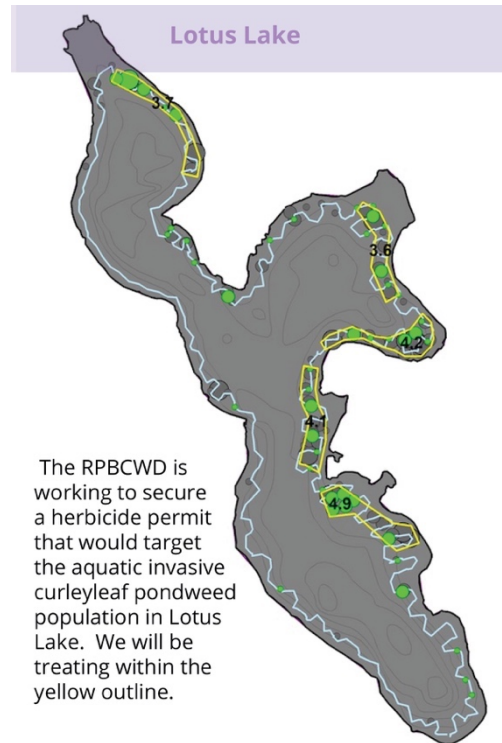 Lotus Lake
3.7
3.6
4.2
4.1
4.9
The RPBCWD is
working to secure
a herbicide permit
that would target
the aquatic invasive
curleyleaf pondweed
population in Lotus
Lake. We will be
treating within the
yellow outline.